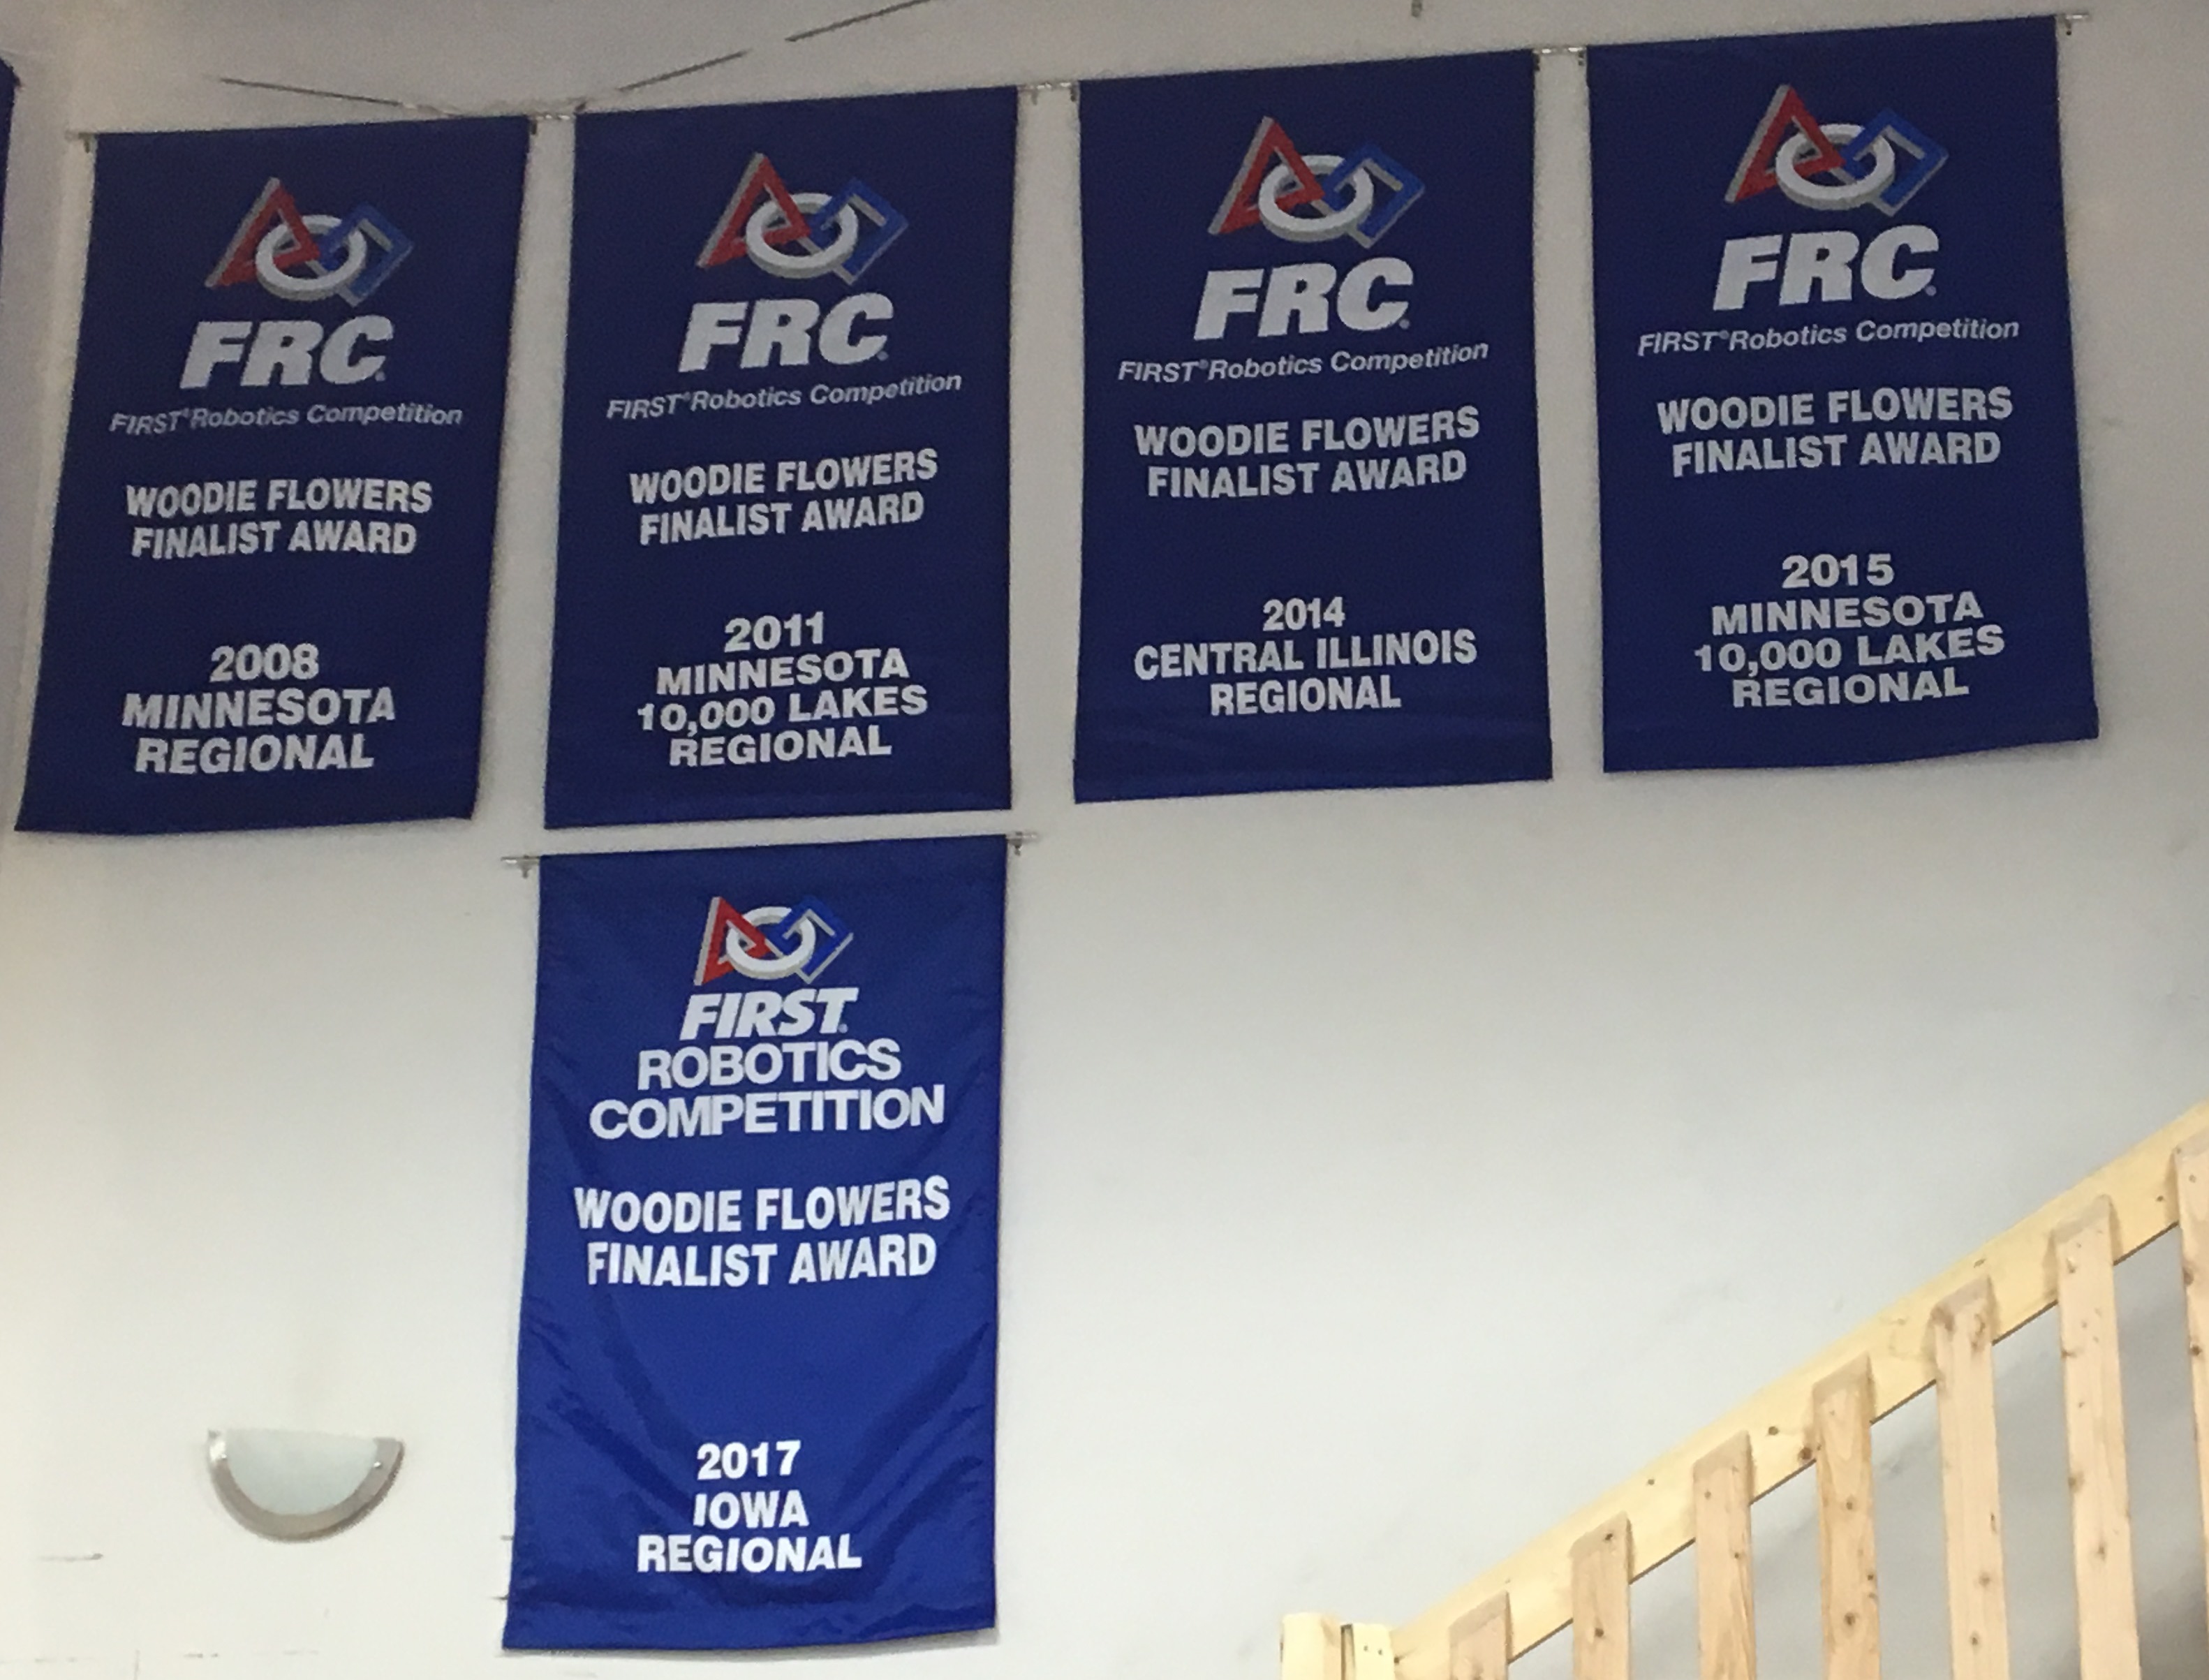 FRC
FIRST® Robotics Competition
WOODIE FLOWERS
FINALIST AWARD
2008
MINNESOTA
REGIONAL
FRC
FIRST® Robotics Competition
WOODIE FLOWERS
FINALIST AWARD
2011
MINNESOTA
10,000 LAKES
REGIONAL
FRC
FIRST® Robotics Competition
WOODIE FLOWERS
FINALIST AWARD
2014
CENTRAL ILLINOIS
REGIONAL
FRC
FIRST® Robotics Competition
WOODIE FLOWERS
FINALIST AWARD
2015
MINNESOTA
10,000 LAKES
REGIONAL
FIRST®
ROBOTICS
COMPETITION
WOODIE FLOWERS
FINALIST AWARD
2017
IOWA
REGIONAL